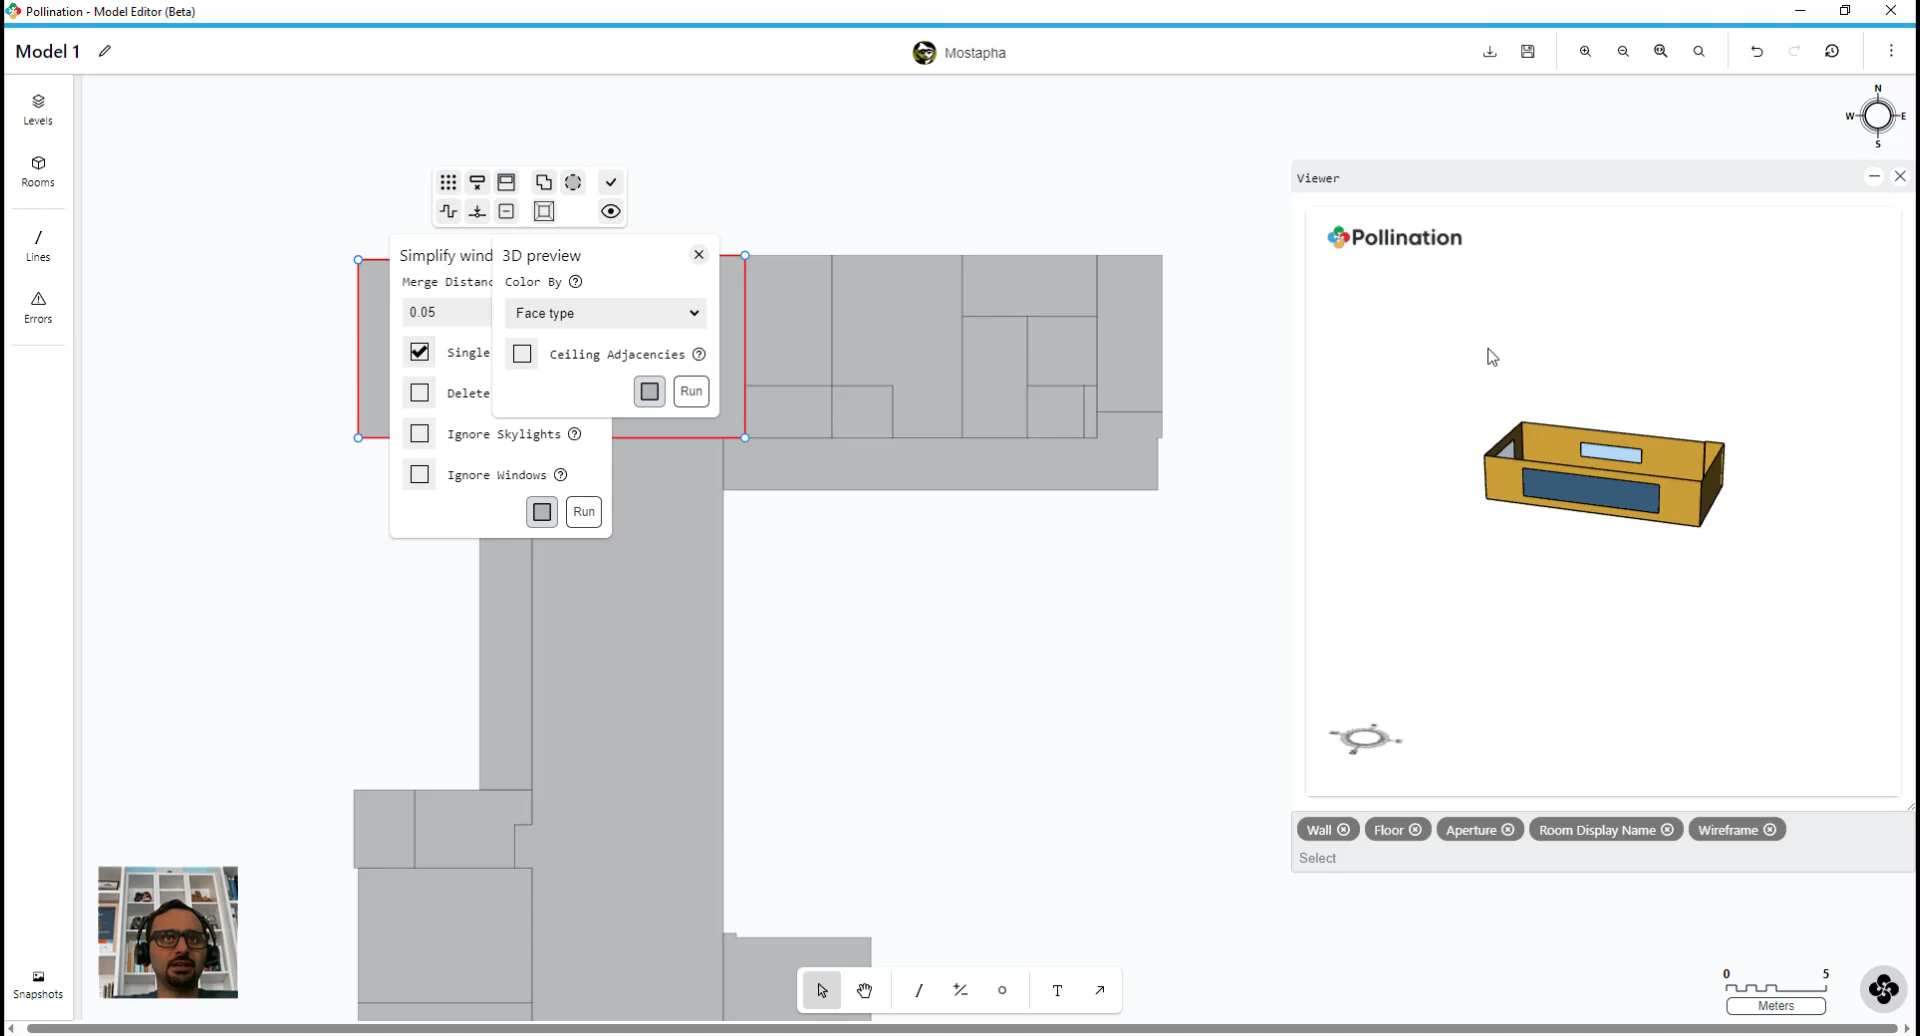 Pollination - Model Editor (Beta)
Model 1
Mostapha
Levels
Rooms
Lines
Errors
Snapshots
N
W
E
S
Simplify wind
Merge Distanc
0.05
Single
Delete
Ignore Skylights
Ignore Windows
Run
3D preview
Color By
Face type
Ceiling Adjacencies
Run
Viewer
Pollination
Wall
Floor
Aperture
Room Display Name
Wireframe
Select
T
0 5
Meters